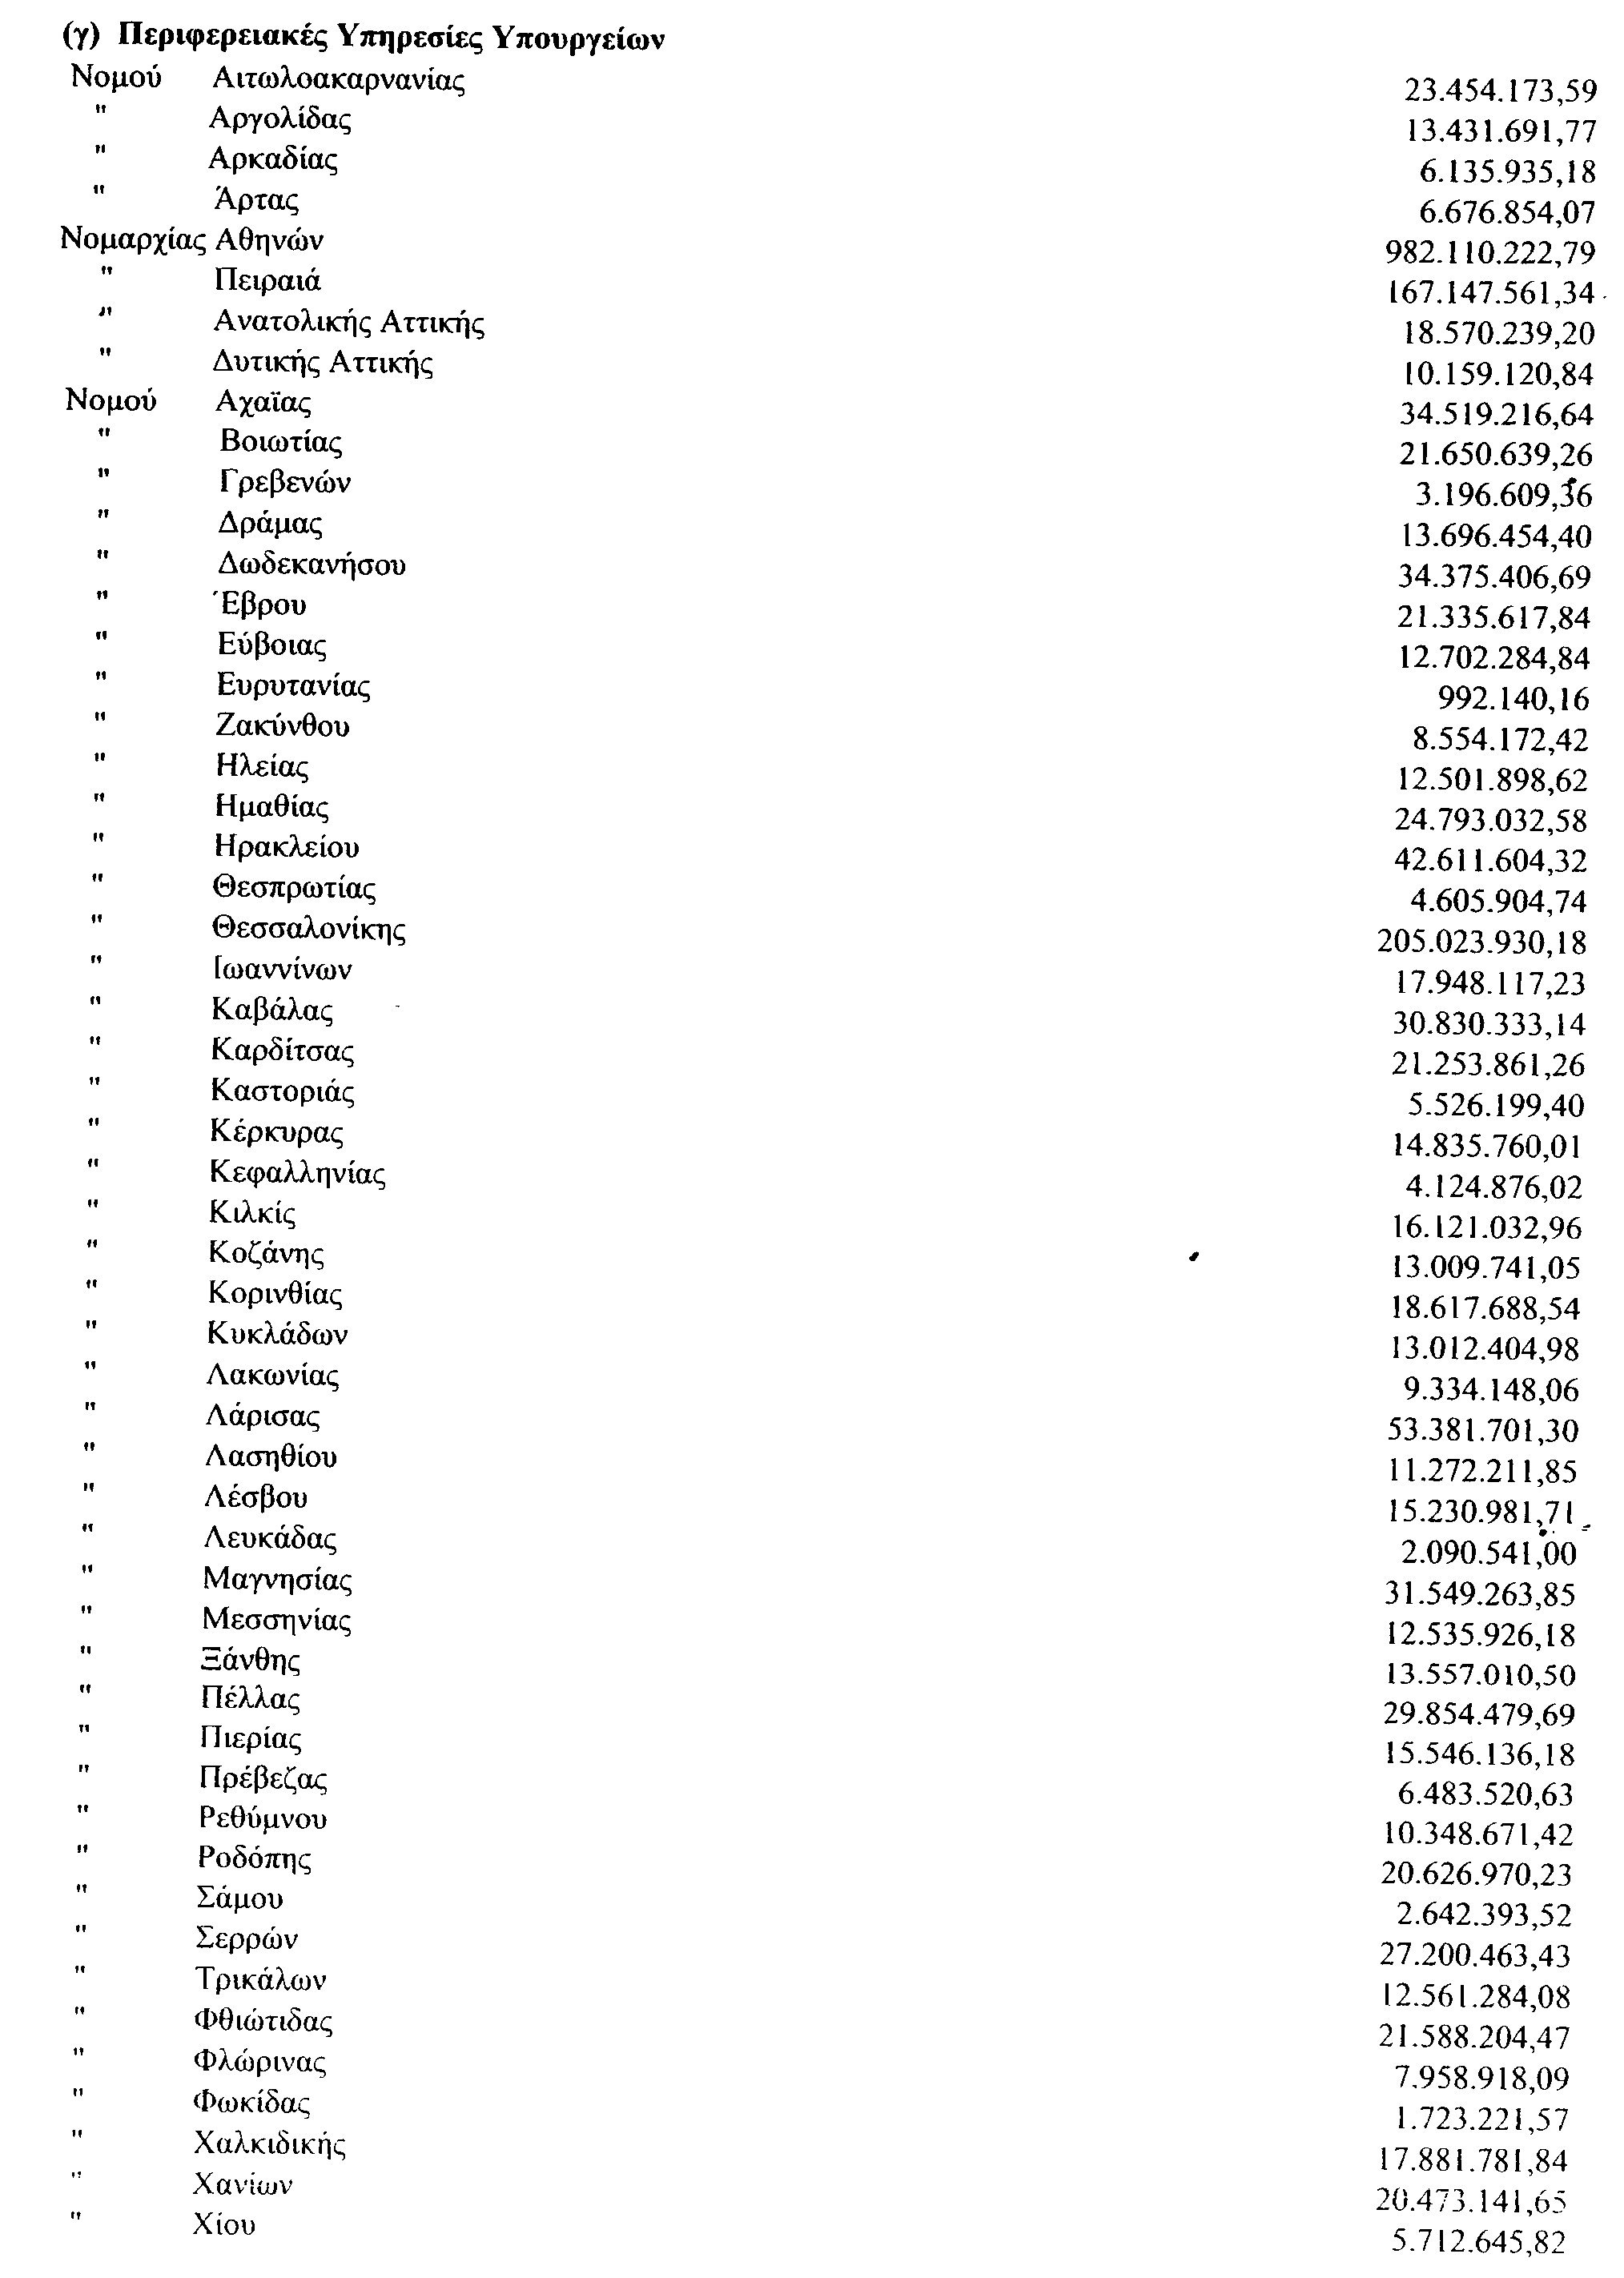 (γ) Περιφερειακές Υπηρεσίες Υπουργείων
Νομού Αιτωλοακαρνανίας 23.454.173,59
" Αργολίδας 13.431.691,77
" Αρκαδίας 6.135.935,18
" Άρτας 6.676.854,07
Νομαρχίας Αθηνών 982.110.222,79
" Πειραιά 167.147.561,34
" Ανατολικής Αττικής 18.570.239,20
" Δυτικής Αττικής 10.159.120,84
Νομού Αχαΐας 34.519.216,64
" Βοιωτίας 21.650.639,26
" Γρεβενών 3.196.609,36
" Δράμας 13.696.454,40
" Δωδεκανήσου 34.375.406,69
" Έβρου 21.335.617,84
" Εύβοιας 12.702.284,84
" Ευρυτανίας 992.140,16
" Ζακύνθου 8.554.172,42
" Ηλείας 12.501.898,62
" Ημαθίας 24.793.032,58
" Ηρακλείου 42.611.604,32
" Θεσπρωτίας 4.605.904,74
" Θεσσαλονίκης 205.023.930,18
" Ιωαννίνων 17.948.117,23
" Καβάλας 30.830.333,14
" Καρδίτσας 21.253.861,26
" Καστοριάς 5.526.199,40
" Κέρκυρας 14.835.760,01
" Κεφαλληνίας 4.124.876,02
" Κιλκίς 16.121.032,96
" Κοζάνης 13.009.741,05
" Κορινθίας 18.617.688,54
" Κυκλάδων 13.012.404,98
" Λακωνίας 9.334.148,06
" Λάρισας 53.381.701,30
" Λασηθίου 11.272.211,85
" Λέσβου 15.230.981,71
" Λευκάδας 2.090.541,00
" Μαγνησίας 31.549.263,85
" Μεσσηνίας 12.535.926,18
" Ξάνθης 13.557.010,50
" Πέλλας 29.854.479,69
" Πιερίας 15.546.136,18
" Πρέβεζας 6.483.520,63
" Ρεθύμνου 10.348.671,42
" Ροδόπης 20.626.970,23
" Σάμου 2.642.393,52
" Σερρών 27.200.463,43
" Τρικάλων 12.561.284,08
" Φθιώτιδας 21.588.204,47
" Φλώρινας 7.958.918,09
" Φωκίδας 1.723.221,57
" Χαλκιδικής 17.881.781,84
" Χανίων 20.473.141,65
" Χίου 5.712.645,82